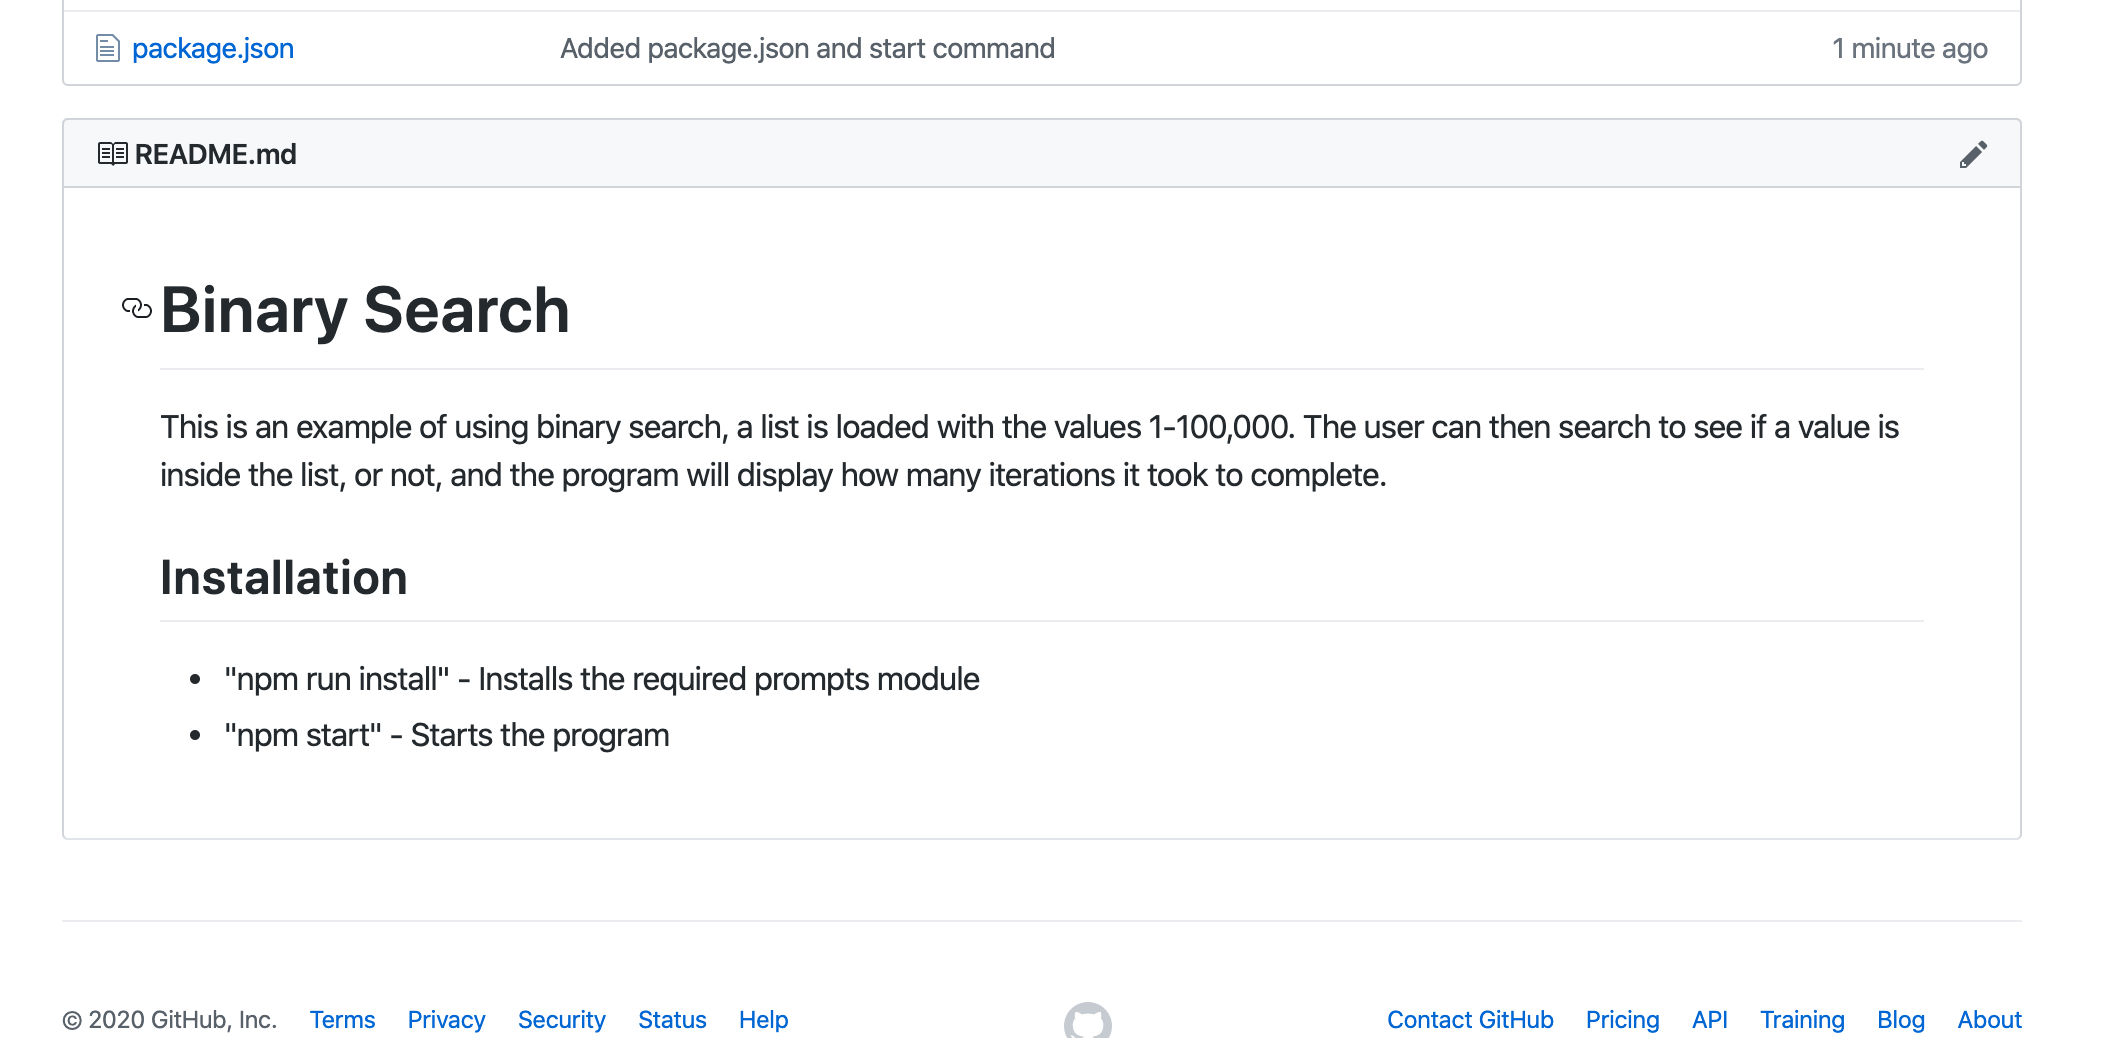 package.json Added package.json and start command 1 minute ago
README.md
Binary Search
This is an example of using binary search, a list is loaded with the values 1-100,000. The user can then search to see if a value is
inside the list, or not, and the program will display how many iterations it took to complete.
Installation
"npm run install" - Installs the required prompts module
"npm start" - Starts the program
© 2020 GitHub, Inc. Terms Privacy Security Status Help Contact GitHub Pricing API Training Blog About